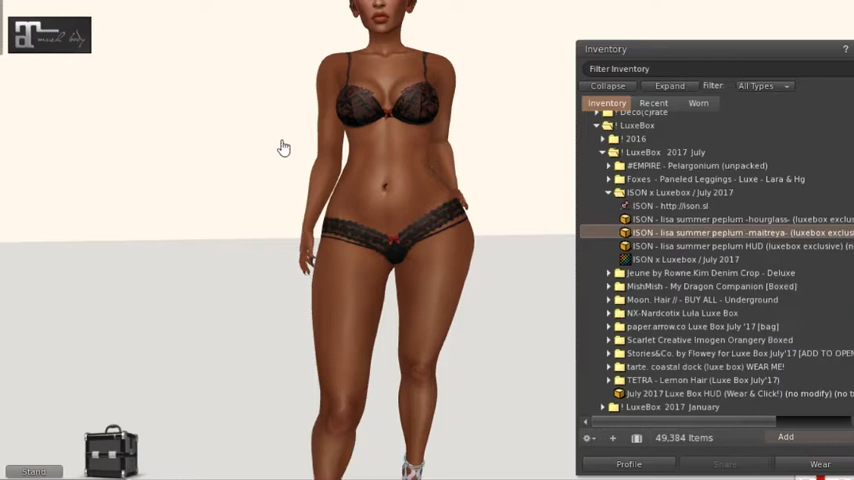 mesh body
Inventory ?
Filter Inventory
Collapse Expand Filter: All Types
Inventory Recent Worn
! Deco(c)rate
! LuxeBox
! 2016
! LuxeBox 2017 July
#EMPIRE - Pelargonium (unpacked)
Foxes - Paneled Leggings - Luxe - Lara & Hg
ISON x Luxebox / July 2017
ISON - http://ison.sl
ISON - lisa summer peplum -hourglass- (luxebox exclus
ISON - lisa summer peplum -maitreya- (luxebox exclus
ISON - lisa summer peplum HUD (luxebox exclusive) (n
ISON x Luxebox / July 2017
Jeune by Rowne.Kim Denim Crop - Deluxe
MishMish - My Dragon Companion [Boxed]
Moon. Hair // - BUY ALL - Underground
NX-Nardcotix Lula Luxe Box
paper.arrow.co Luxe Box July '17 [bag]
Scarlet Creative Imogen Orangery Boxed
Stories&Co. by Flowey for Luxe Box July'17 [ADD TO OPE
tarte. coastal dock (luxe box) WEAR ME!
TETRA - Lemon Hair (Luxe Box July'17)
July 2017 Luxe Box HUD (Wear & Click!) (no modify) (no t
! LuxeBox 2017 January
49,384 Items Add
Profile Share Wear
Stand